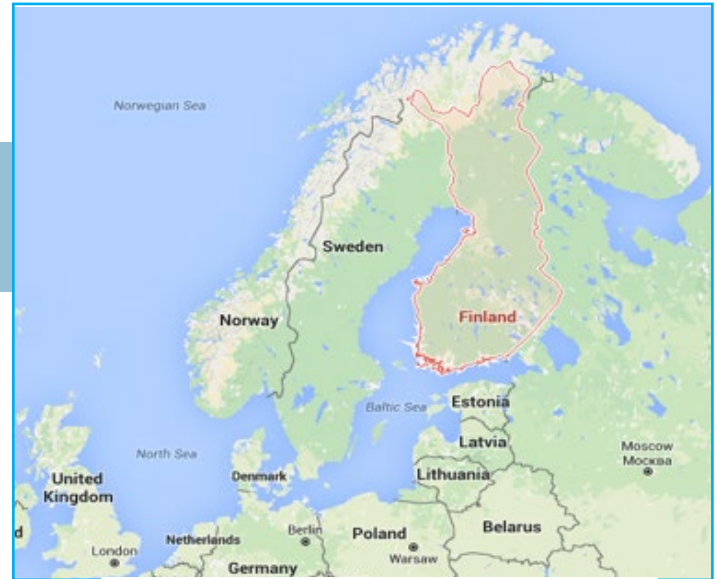 Norwegian Sea
Sweden
Norway
Finland
Baltic Sea
Estonia
Latvia
Lithuania
Moscow
Москва
North Sea
Denmark
United
Kingdom
d
London
Netherlands
Berlin
Germany
Poland
Warsaw
Belarus